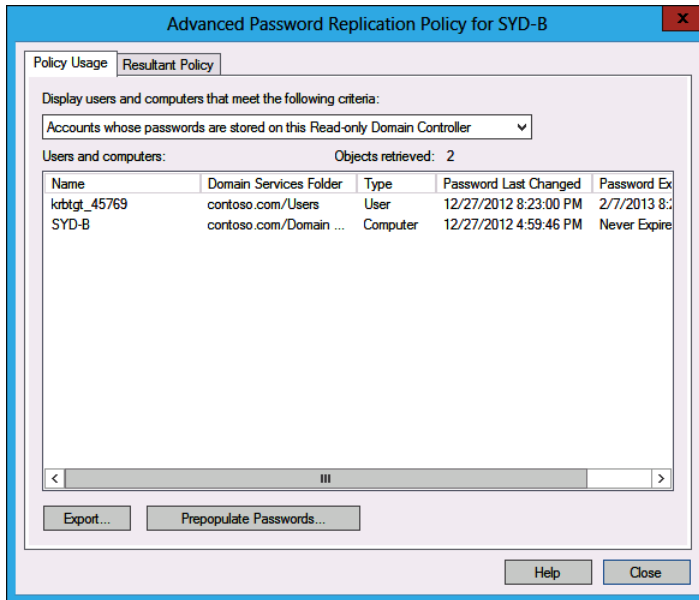 Advanced Password Replication Policy for SYD-B
x
Policy Usage Resultant Policy
Display users and computers that meet the following criteria:
Accounts whose passwords are stored on this Read-only Domain Controller
Users and computers: Objects retrieved: 2
Name Domain Services Folder Type Password Last Changed Password Ex
krbtgt_45769 contoso.com/Users User 12/27/2012 8:23:00 PM 2/7/2013 8:2
SYD-B contoso.com/Domain ... Computer 12/27/2012 4:59:46 PM Never Expire
Export... Prepopulate Passwords...
Help Close